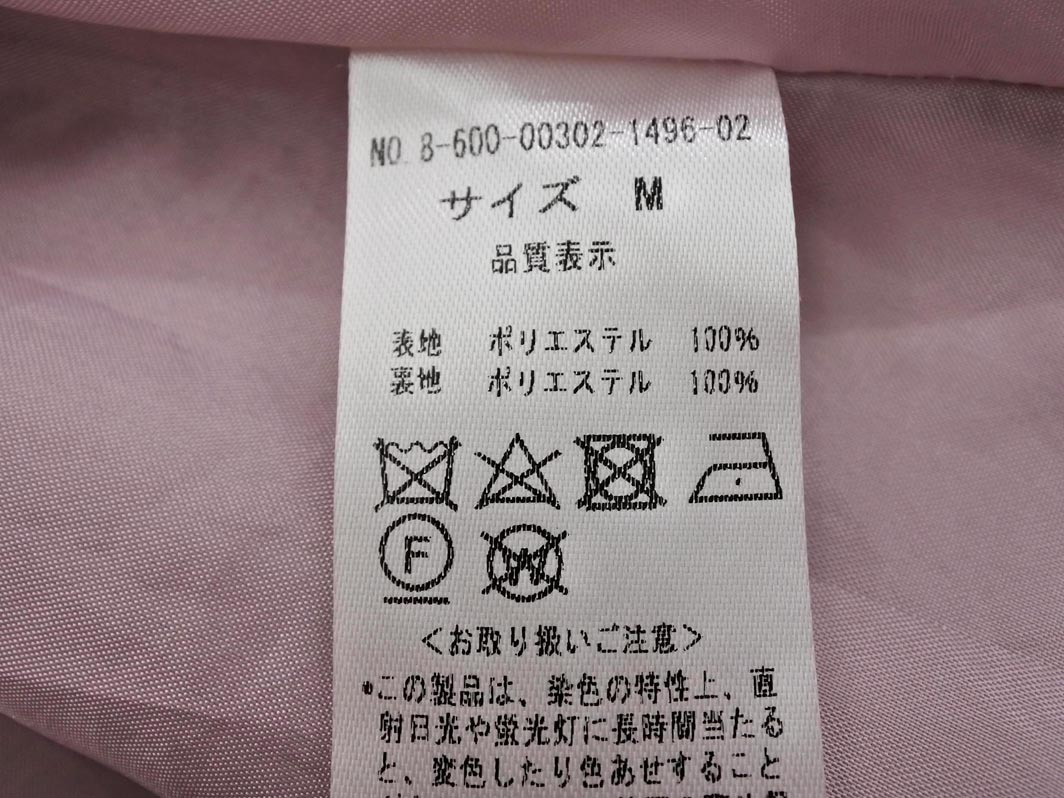 NO. 8-600-00302-1496-02
サイズ M
品質表示
表地 ポリエステル 100%
裏地 ポリエステル 100%
F
W
<お取り扱いご注意>
*この製品は、染色の特性上、直
射日光や蛍光灯に長時間当たる
と、変色したり色あせすること